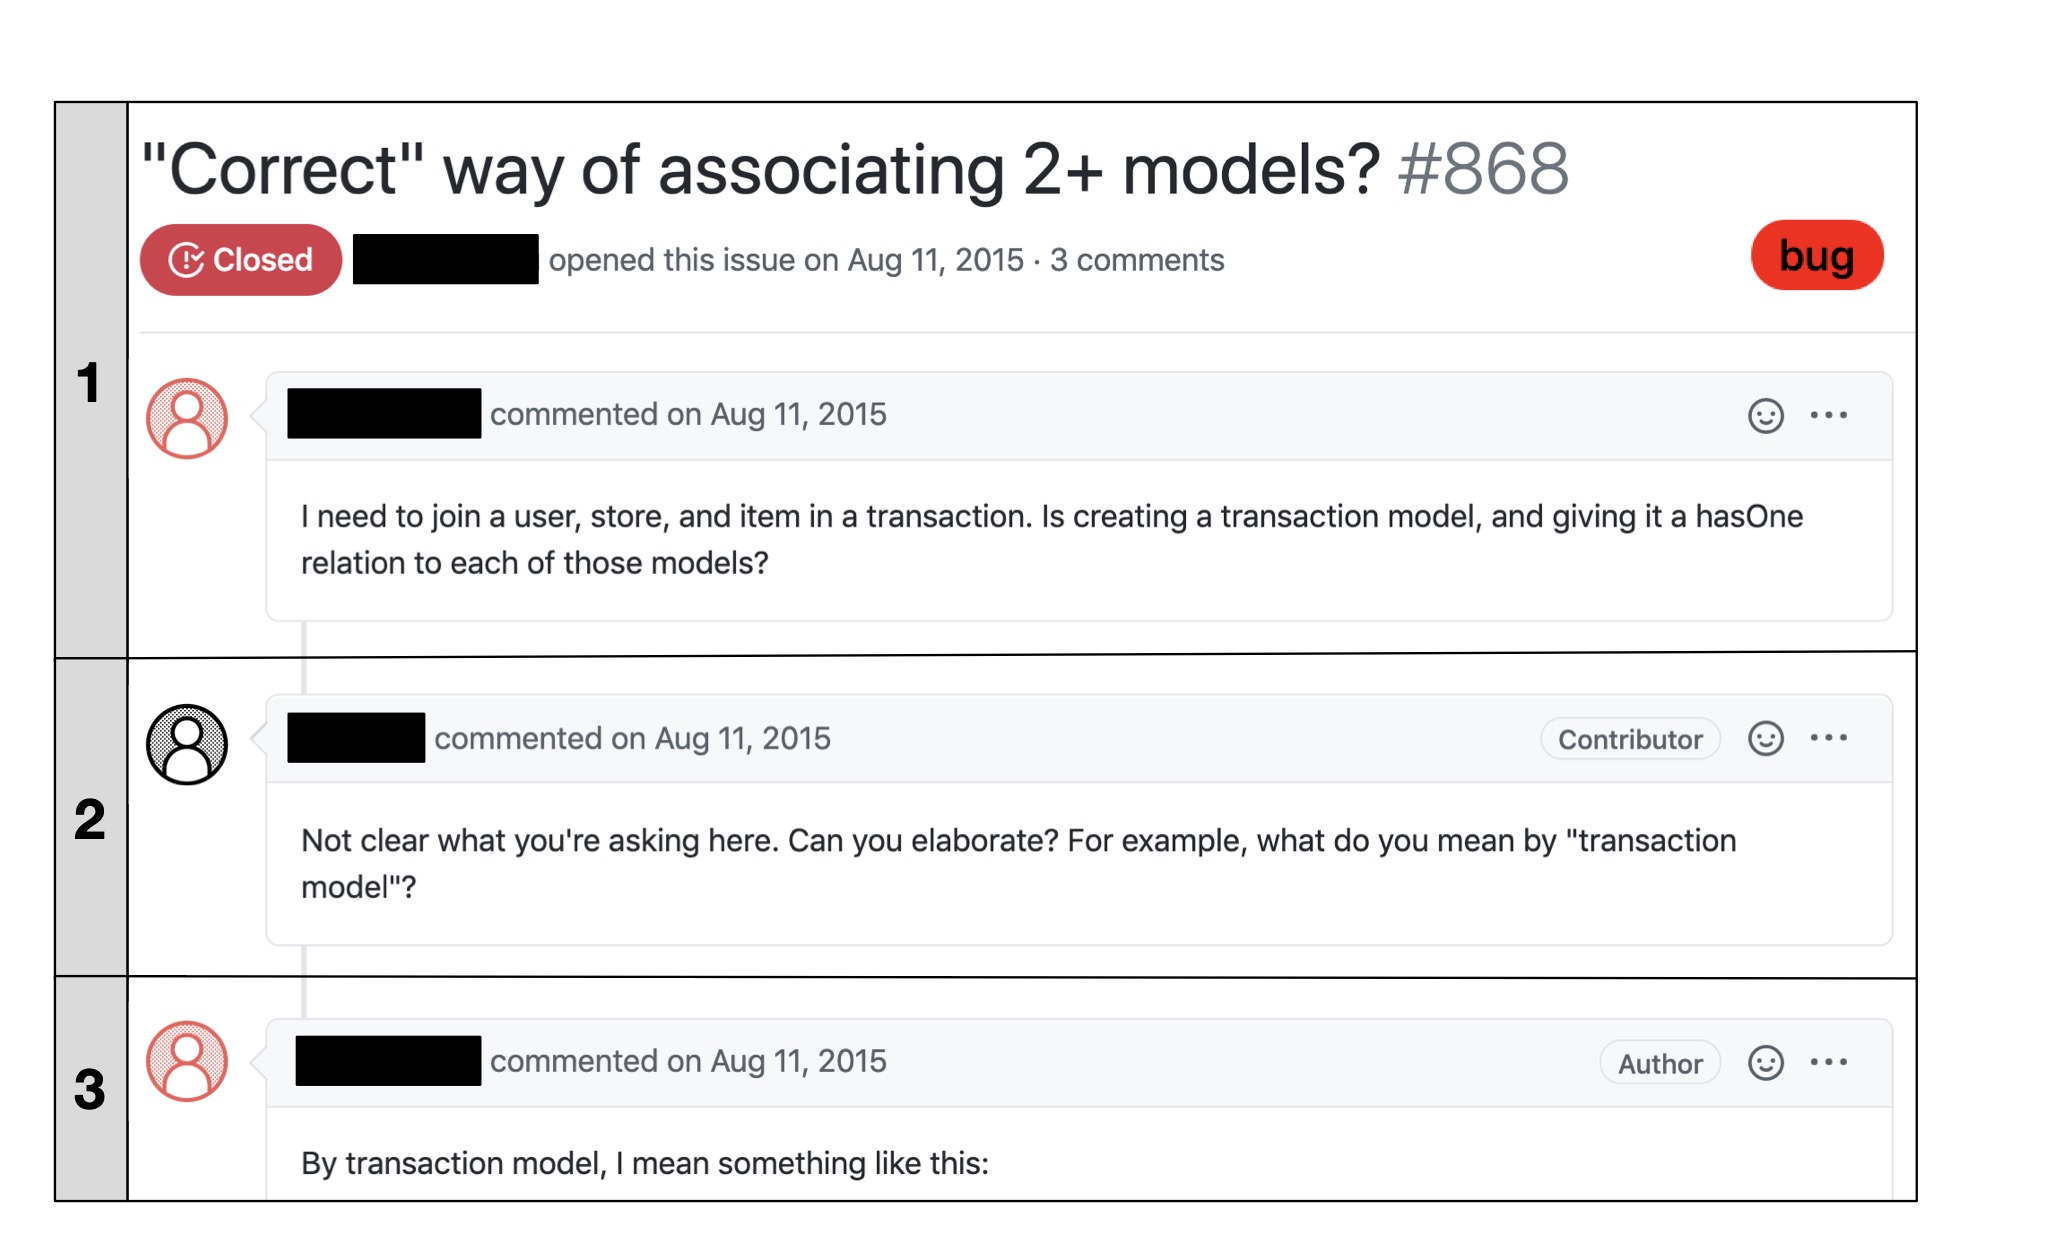 "Correct" way of associating 2+ models? #868
Closed opened this issue on Aug 11, 2015 · 3 comments bug
1
commented on Aug 11, 2015
I need to join a user, store, and item in a transaction. Is creating a transaction model, and giving it a hasOne
relation to each of those models?
2
commented on Aug 11, 2015 Contributor
Not clear what you're asking here. Can you elaborate? For example, what do you mean by "transaction
model"?
3
commented on Aug 11, 2015 Author
By transaction model, I mean something like this: